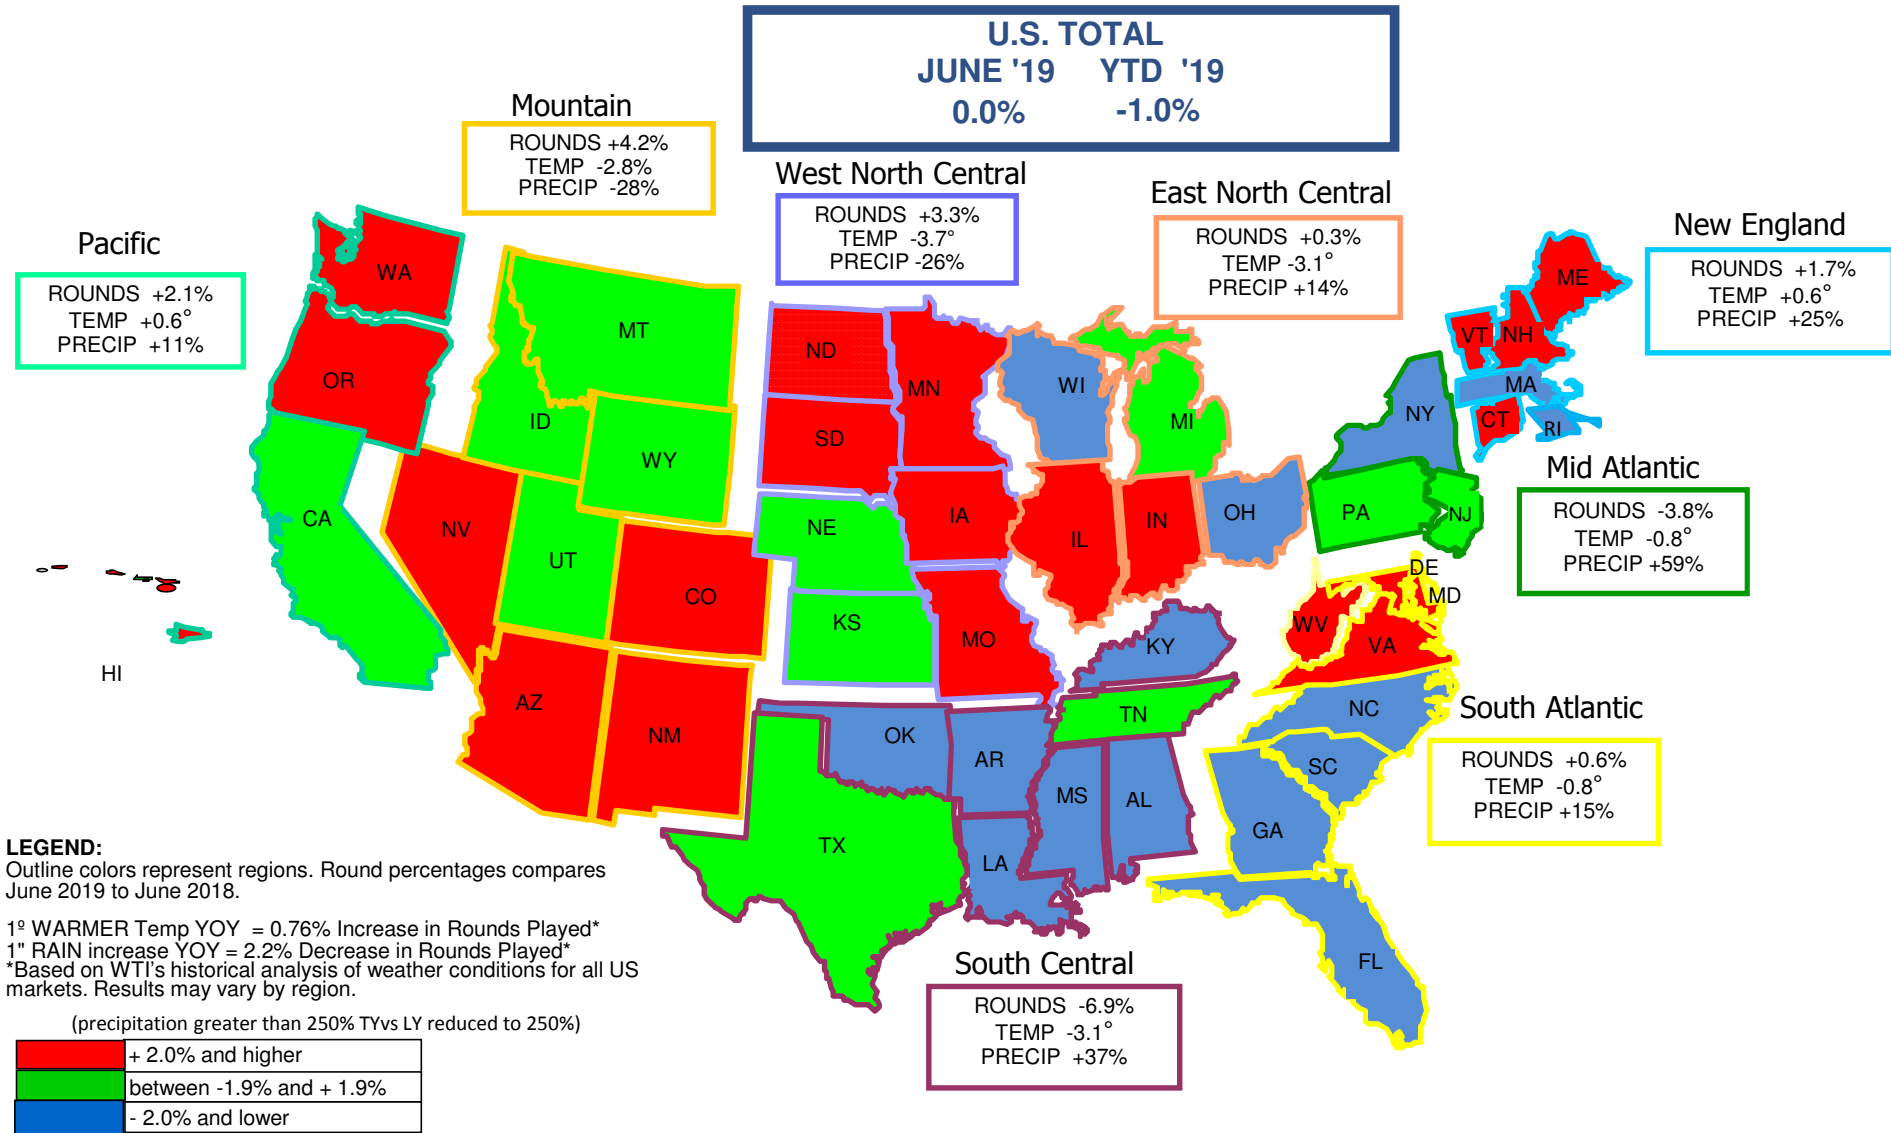 U.S. TOTAL
JUNE '19 YTD '19
0.0% -1.0%
Mountain
ROUNDS +4.2%
TEMP -2.8%
PRECIP -28%
West North Central
ROUNDS +3.3%
TEMP -3.7°
PRECIP -26%
East North Central
ROUNDS +0.3%
TEMP -3.1°
PRECIP +14%
New England
ROUNDS +1.7%
TEMP +0.6°
PRECIP +25%
Pacific
ROUNDS +2.1%
TEMP +0.6°
PRECIP +11%
Mid Atlantic
ROUNDS -3.8%
TEMP -0.8°
PRECIP +59%
South Atlantic
ROUNDS +0.6%
TEMP -0.8°
PRECIP +15%
South Central
ROUNDS -6.9%
TEMP -3.1°
PRECIP +37%
WA
OR
CA
HI
MT
ID
WY
NV
UT
CO
AZ
NM
ND
SD
MN
NE
IA
KS
MO
WI
MI
IL
IN
OH
ME
VT
NH
MA
CT
RI
NY
PA
NJ
DE
MD
WV
VA
NC
SC
GA
FL
KY
TN
OK
AR
MS
AL
TX
LA
LEGEND:
Outline colors represent regions. Round percentages compares
June 2019 to June 2018.
1º WARMER Temp YOY = 0.76% Increase in Rounds Played*
1" RAIN increase YOY = 2.2% Decrease in Rounds Played*
*Based on WTI's historical analysis of weather conditions for all US
markets. Results may vary by region.
(precipitation greater than 250% TYvs LY reduced to 250%)
+ 2.0% and higher
between -1.9% and + 1.9%
- 2.0% and lower